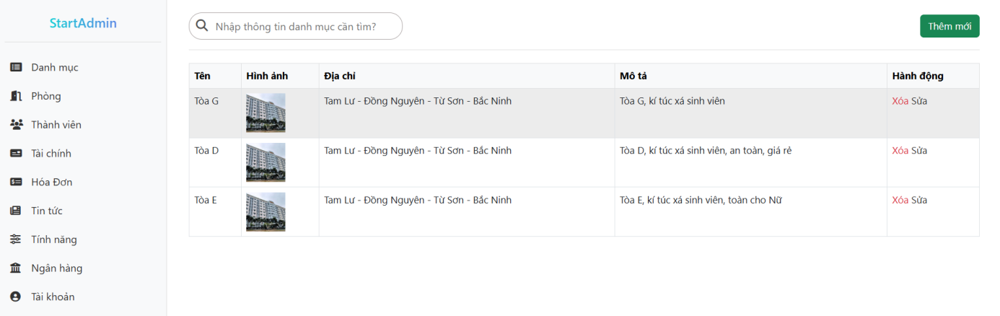 StartAdmin
Nhập thông tin danh mục cần tìm?
Thêm mới
Danh mục
Phòng
Thành viên
Tài chính
Hóa Đơn
Tin tức
Tính năng
Ngân hàng
Tài khoản
Tên Hình ảnh Địa chỉ Mô tả Hành động
Tòa G Tam Lư - Đồng Nguyên - Từ Sơn - Bắc Ninh Tòa G, kí túc xá sinh viên Xóa Sửa
Tòa D Tam Lư - Đồng Nguyên - Từ Sơn - Bắc Ninh Tòa D, kí túc xá sinh viên, an toàn, giá rẻ Xóa Sửa
Tòa E Tam Lư - Đồng Nguyên - Từ Sơn - Bắc Ninh Tòa E, kí túc xá sinh viên, toàn cho Nữ Xóa Sửa